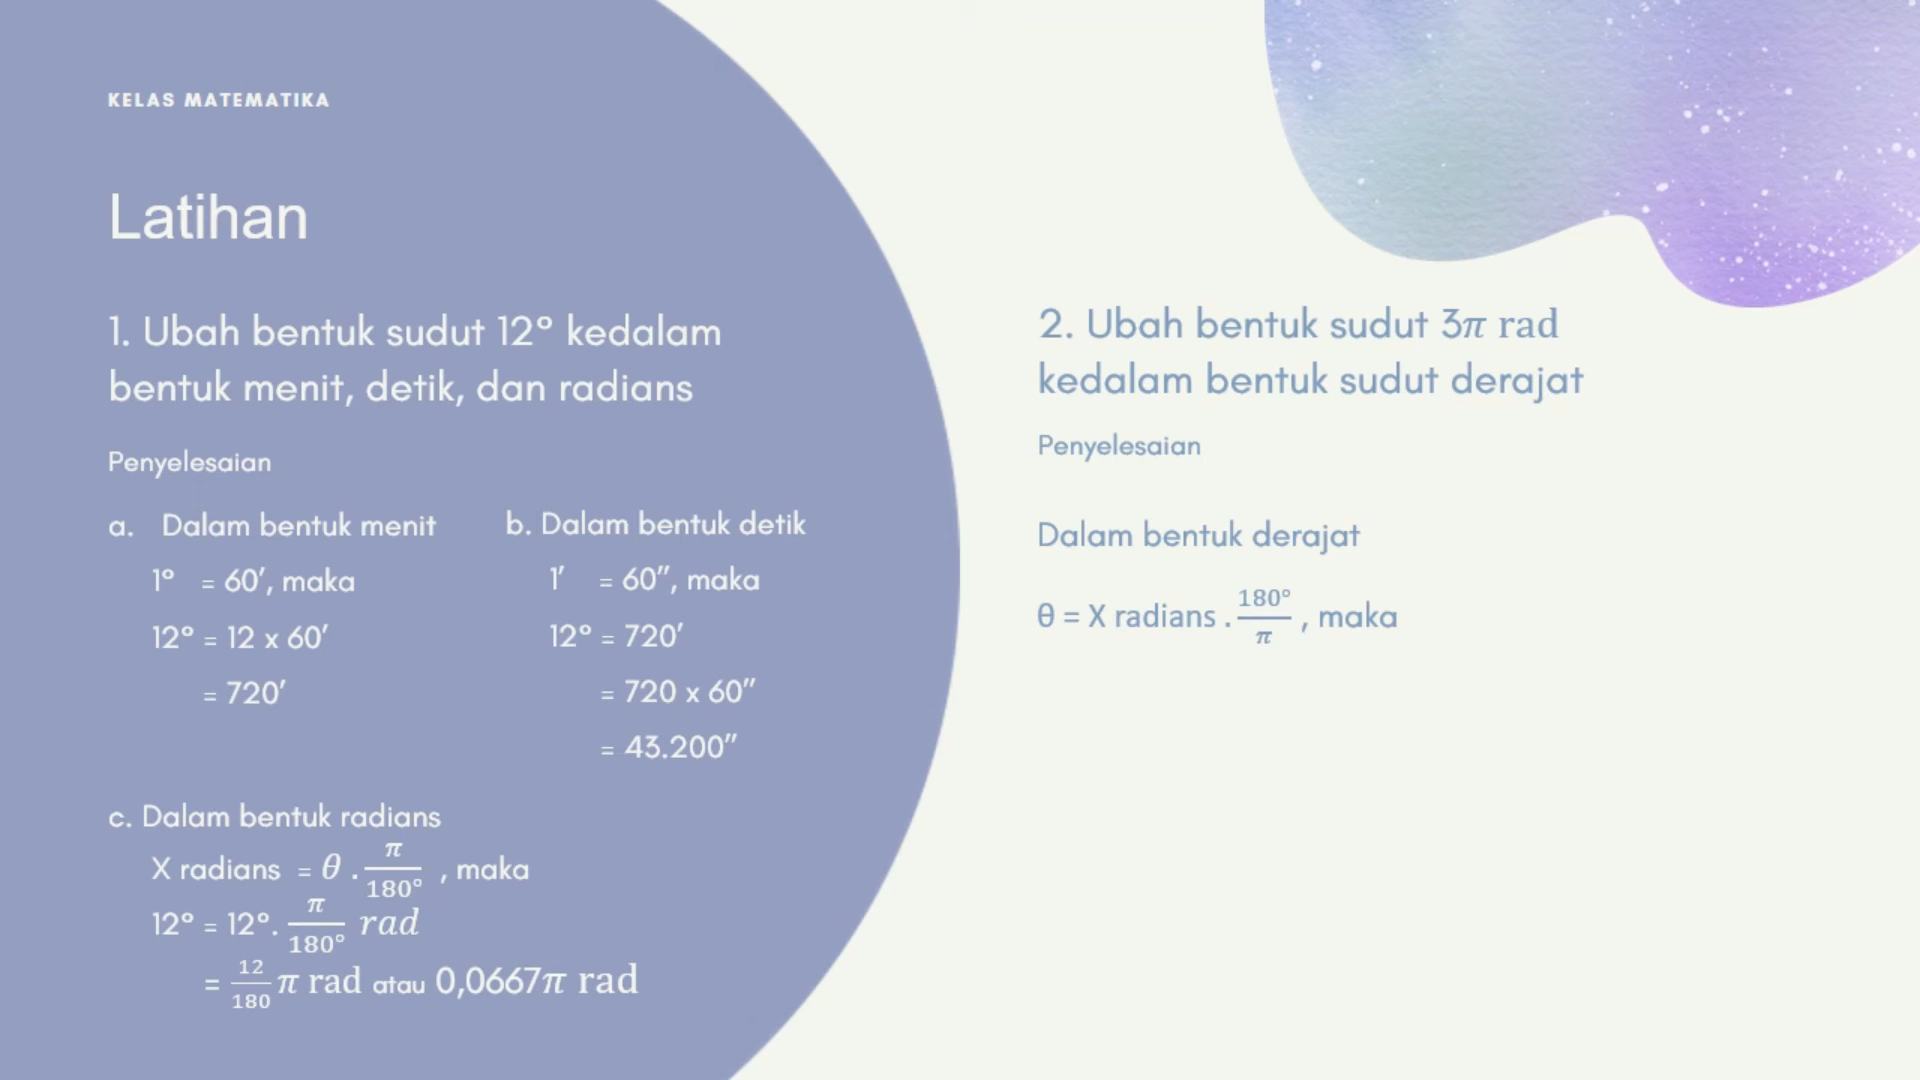 KELAS MATEMATIKA
Latihan
1. Ubah bentuk sudut 12° kedalam
bentuk menit, detik, dan radians
Penyelesaian
a. Dalam bentuk menit
1° = 60′, maka
12° = 12 x 60′
= 720′
b. Dalam bentuk detik
1′ = 60″, maka
12° = 720′
= 720 x 60″
= 43.200″
c. Dalam bentuk radians
X radians = θ . π/180° , maka
12° = 12°. π/180° rad
= 12/180 π rad atau 0,0667π rad
2. Ubah bentuk sudut 3π rad
kedalam bentuk sudut derajat
Penyelesaian
Dalam bentuk derajat
θ = X radians . 180°/π , maka